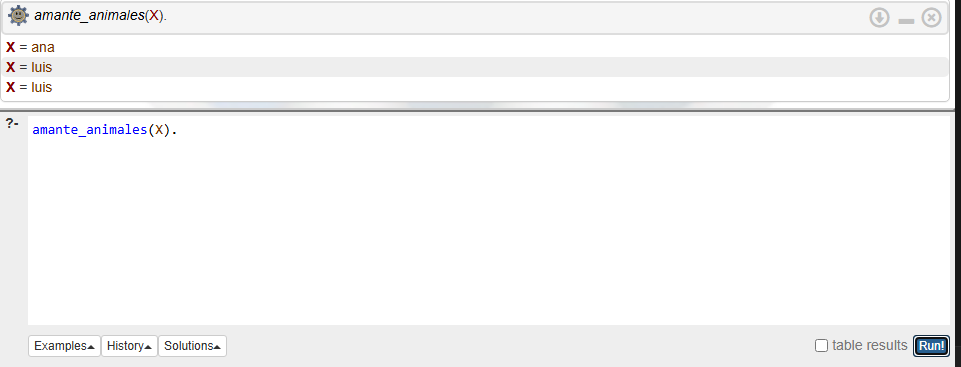 amante_animales(X).
X = ana
X = luis
X = luis
?- amante_animales(X).
Examples History Solutions table results Run!